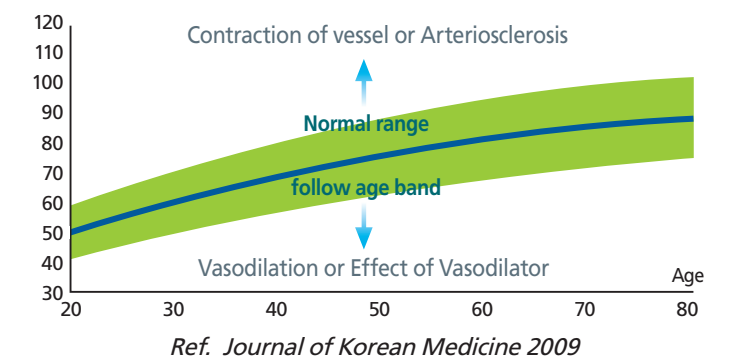 120
Contraction of vessel or Arteriosclerosis
110
100
90
Normal range
80
70
follow age band
60
50
40
Vasodilation or Effect of Vasodilator
Age
30
20 30 40 50 60 70 80
Ref. Journal of Korean Medicine 2009